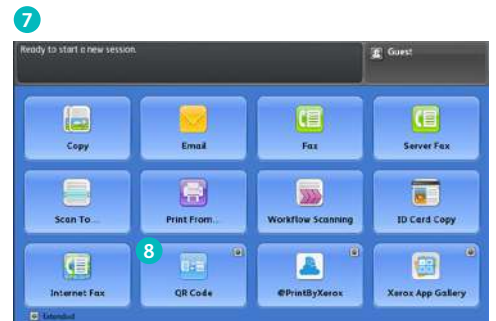 7
Ready to start a new session.
Guest
Copy
Email
Fax
Server Fax
Scan To...
Print From...
Workflow Scanning
ID Card Copy
8
Internet Fax
QR Code
@PrintByXerox
Xerox App Gallery
Extended